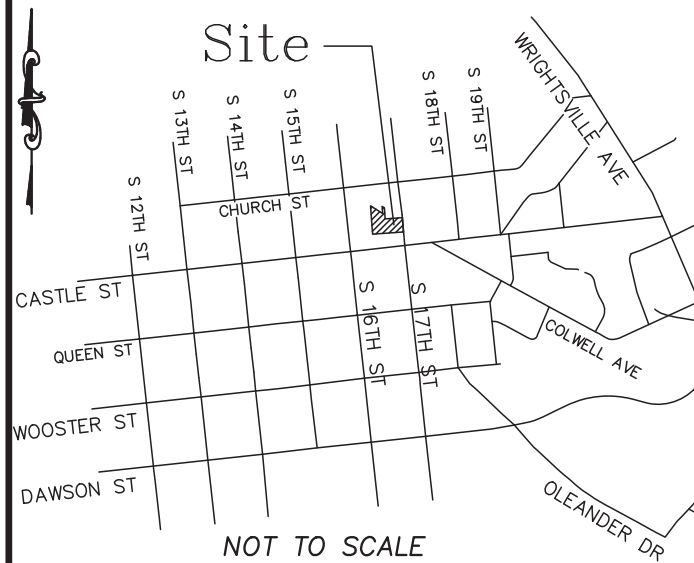 Site
WRIGHTSVILLE AVE
S 13TH ST
S 14TH ST
S 15TH ST
S 18TH ST
S 19TH ST
S 12TH ST
CHURCH ST
CASTLE ST
S 16TH ST
S 17TH ST
QUEEN ST
COLWELL AVE
WOOSTER ST
DAWSON ST
OLEANDER DR
NOT TO SCALE